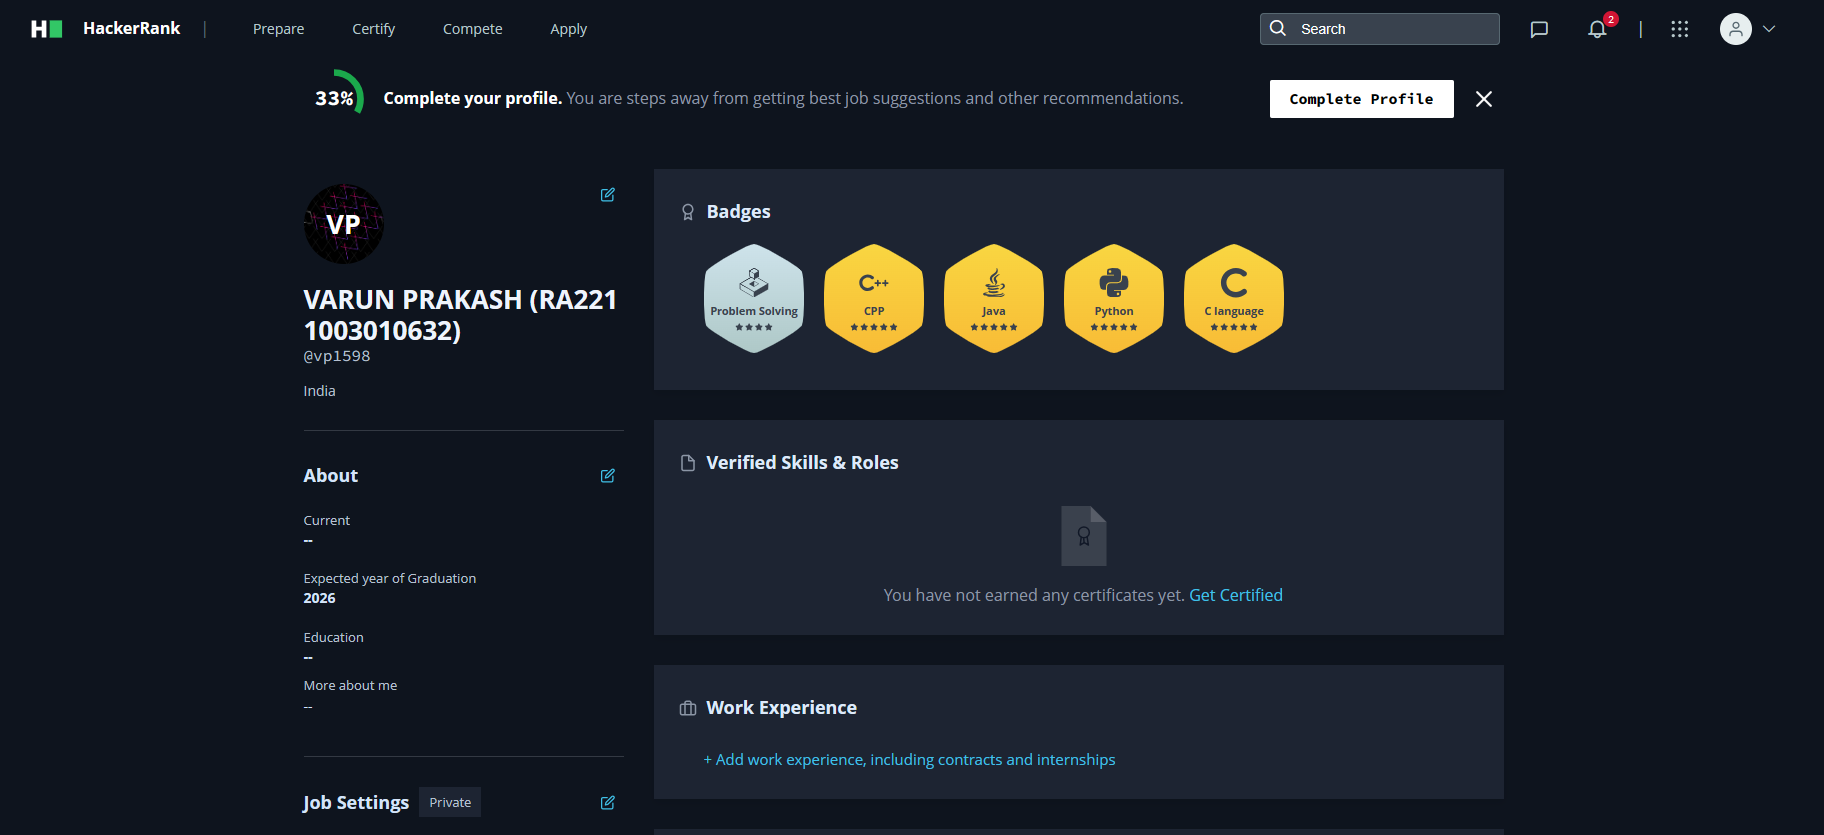 HackerRank | Prepare Certify Compete Apply Search 2 |
33% Complete your profile. You are steps away from getting best job suggestions and other recommendations. Complete Profile
VP
VARUN PRAKASH (RA221
1003010632)
@vp1598
India
About
Current
--
Expected year of Graduation
2026
Education
--
More about me
--
Job Settings Private
Badges
Problem Solving
C++
CPP
Java
Python
C
C language
Verified Skills & Roles
You have not earned any certificates yet. Get Certified
Work Experience
+ Add work experience, including contracts and internships